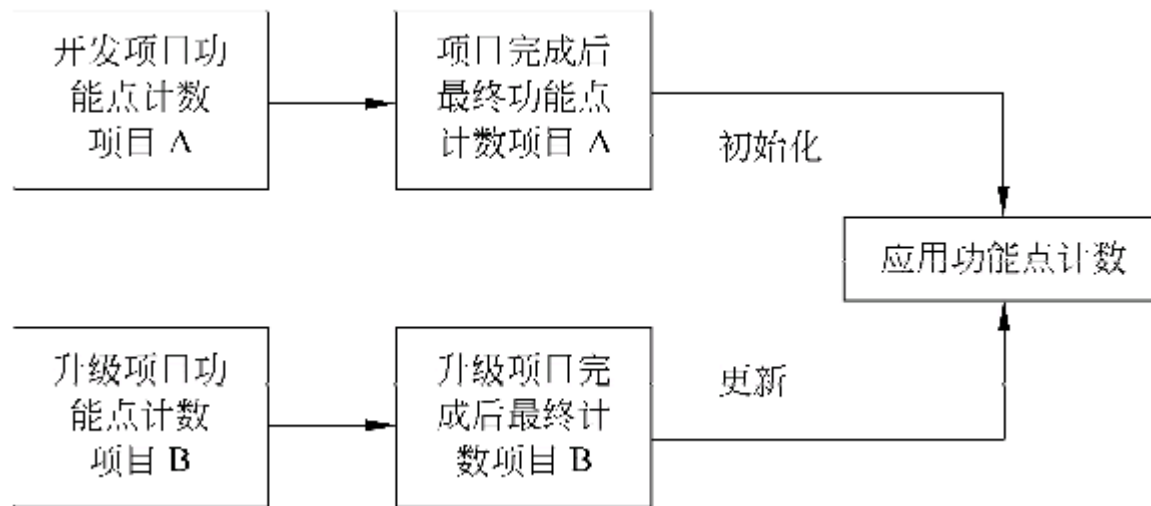 开发项目功
能点计数
项目 A
项目完成后
最终功能点
计数项目 A
初始化
应用功能点计数
升级项目功
能点计数
项目 B
升级项目完
成后最终计
数项目 B
更新